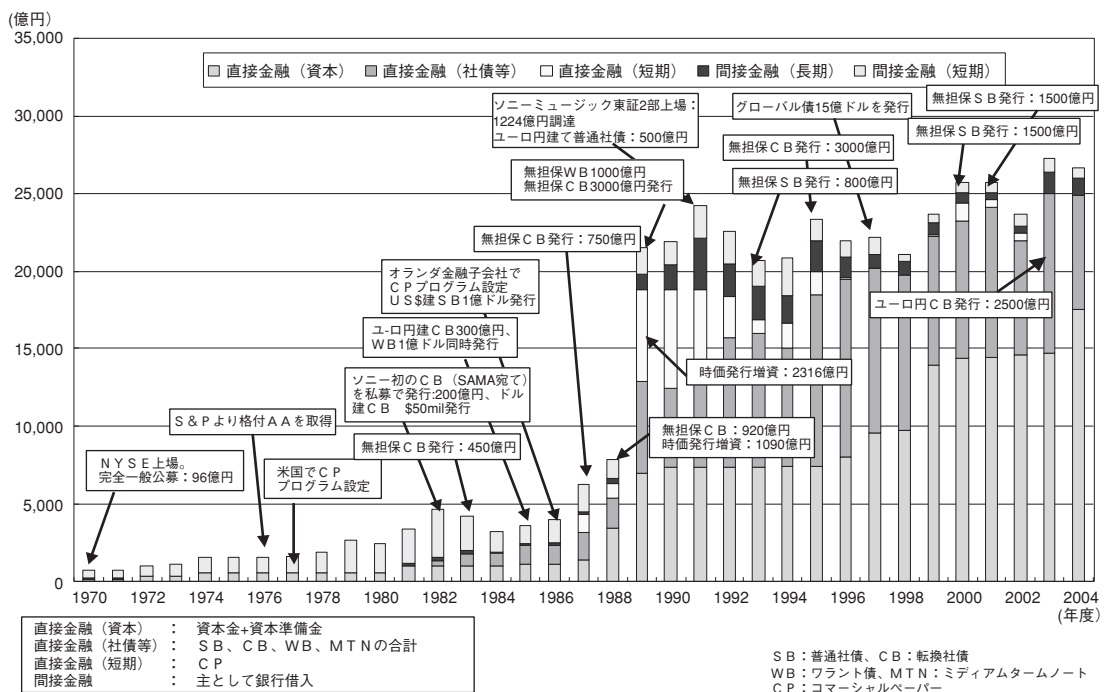 (億円)
35,000
30,000
25,000
20,000
15,000
10,000
5,000
0
直接金融（資本） 直接金融（社債等） 直接金融（短期） 間接金融（長期） 間接金融（短期）
ソニーミュージック東証2部上場：
1224億円調達
ユーロ円建て普通社債：500億円
グローバル債15億ドルを発行
無担保ＳＢ発行：1500億円
無担保ＳＢ発行：1500億円
無担保ＣＢ発行：3000億円
無担保ＷＢ1000億円
無担保ＣＢ3000億円発行
無担保ＳＢ発行：800億円
無担保ＣＢ発行：750億円
オランダ金融子会社で
ＣＰプログラム設定
US$建ＳＢ1億ドル発行
ユーロ円ＣＢ発行：2500億円
ユ-ロ円建ＣＢ300億円、
ＷＢ1億ドル同時発行
時価発行増資：2316億円
ソニー初のＣＢ（SAMA宛て）
を私募で発行:200億円、ドル
建ＣＢ $50mil発行
Ｓ＆Ｐより格付ＡＡを取得
無担保ＣＢ発行：450億円
無担保ＣＢ：920億円
時価発行増資：1090億円
ＮＹＳＥ上場。
完全一般公募：96億円
米国でＣＰ
プログラム設定
1970 1972 1974 1976 1978 1980 1982 1984 1986 1988 1990 1992 1994 1996 1998 2000 2002 2004
(年度)
直接金融（資本） ： 資本金+資本準備金
直接金融（社債等） ： ＳＢ、ＣＢ、ＷＢ、ＭＴＮの合計
直接金融（短期） ： ＣＰ
間接金融 ： 主として銀行借入
ＳＢ：普通社債、ＣＢ：転換社債
ＷＢ：ワラント債、ＭＴＮ：ミディアムタームノート
ＣＰ：コマーシャルペーパー